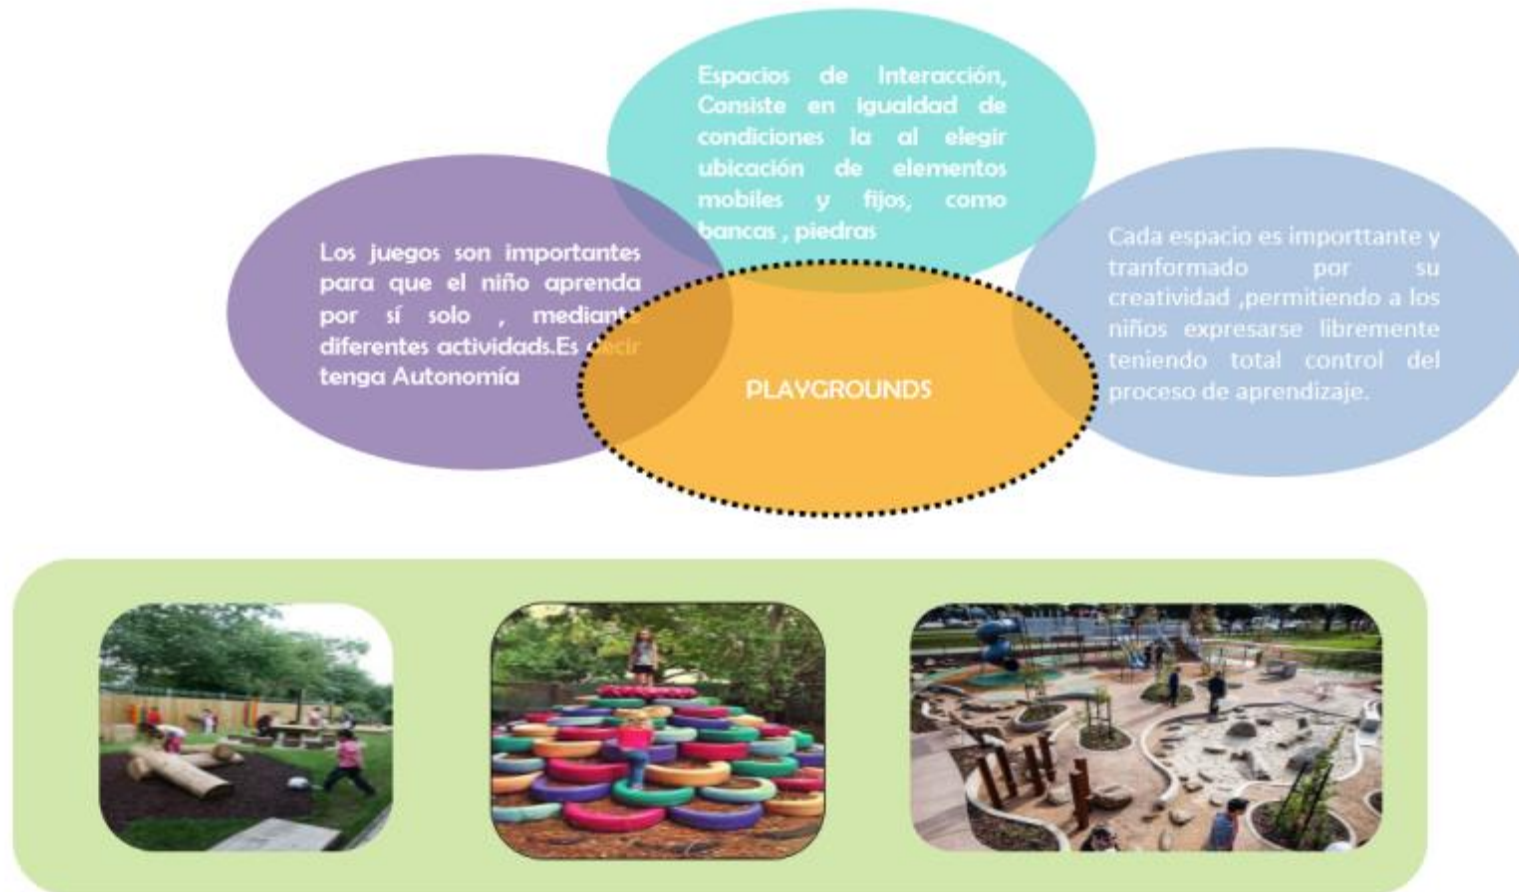 Espacios de Interacción,
Consiste en igualdad de
condiciones la al elegir
ubicación de elementos
mobiles y fijos, como
bancas , piedras
Los juegos son importantes
para que el niño aprenda
por sí solo , mediante
diferentes actividads.Es decir
tenga Autonomía
Cada espacio es importtante y
tranformado por su
creatividad ,permitiendo a los
niños expresarse libremente
teniendo total control del
proceso de aprendizaje.
PLAYGROUNDS